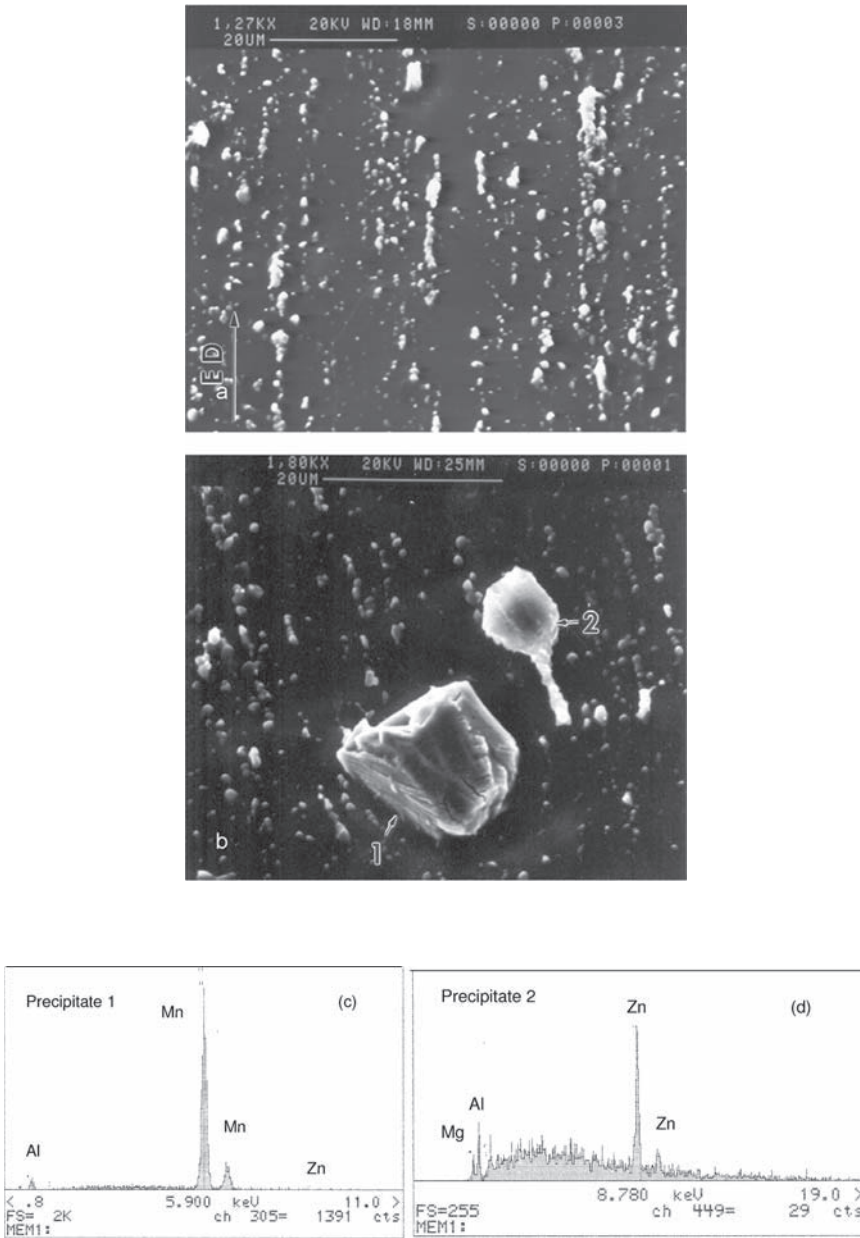 1,27KX 20KV WD:18MM S:00000 P:00003
20UM
ED
a
1,80KX 20KV WD:25MM S:00000 P:00001
20UM
2
1
b
Precipitate 1
(c)
Mn
Mn
Al
Zn
< .8 5.900 keV 11.0 >
FS= 2K ch 305= 1391 cts
MEM1:
Precipitate 2
(d)
Zn
Al
Zn
Mg
8.780 keV 19.0 >
FS=255 ch 449= 29 cts
MEM1: